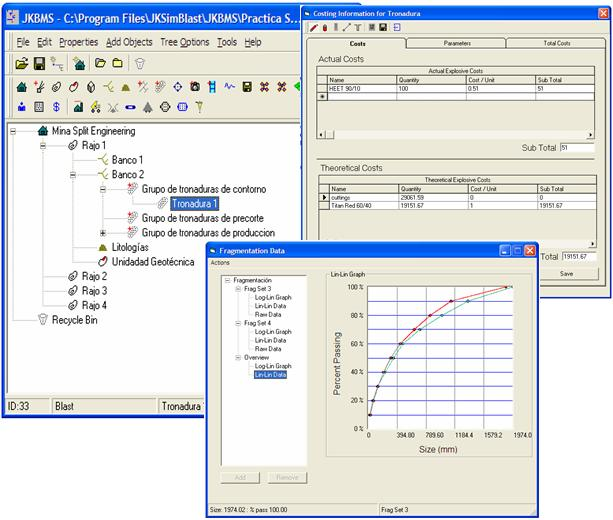 JKBMS - C:\Program Files\JKSimBlast\JKBMS\Practica S...
File Edit Properties Add Objects Tree Options Tools Help
Mina Split Engineering
Rajo 1
Banco 1
Banco 2
Grupo de tronaduras de contorno
Tronadura 1
Grupo de tronaduras de precorte
Grupo de tronaduras de produccion
Litologías
Unidadad Geotécnica
Rajo 2
Rajo 3
Rajo 4
Recycle Bin
ID:33 Blast Tronadura
Costing Information for Tronadura
Costs Parameters Total Costs
Actual Costs
Actual Explosive Costs
Name Quantity Cost / Unit Sub Total
HEET 90/10 100 0.51 51
Sub Total 51
Theoretical Costs
Theoretical Explosive Costs
Name Quantity Cost / Unit Sub Total
cuttings 29061.59 0 0
Titan Red 60/40 19151.67 1 19151.67
Total 19151.67
Save
Fragmentation Data
Actions
Fragmentación
Frag Set 3
Log-Lin Graph
Lin-Lin Data
Raw Data
Frag Set 4
Log-Lin Graph
Lin-Lin Data
Raw Data
Overview
Log-Lin Graph
Lin-Lin Data
Add Remove
Lin-Lin Graph
100 %
80 %
60 %
40 %
20 %
0 %
Percent Passing
0 394.80 789.60 1184.4 1579.2 1974.0
Size (mm)
Size: 1974.02 : % pass 100.00 Frag Set 3